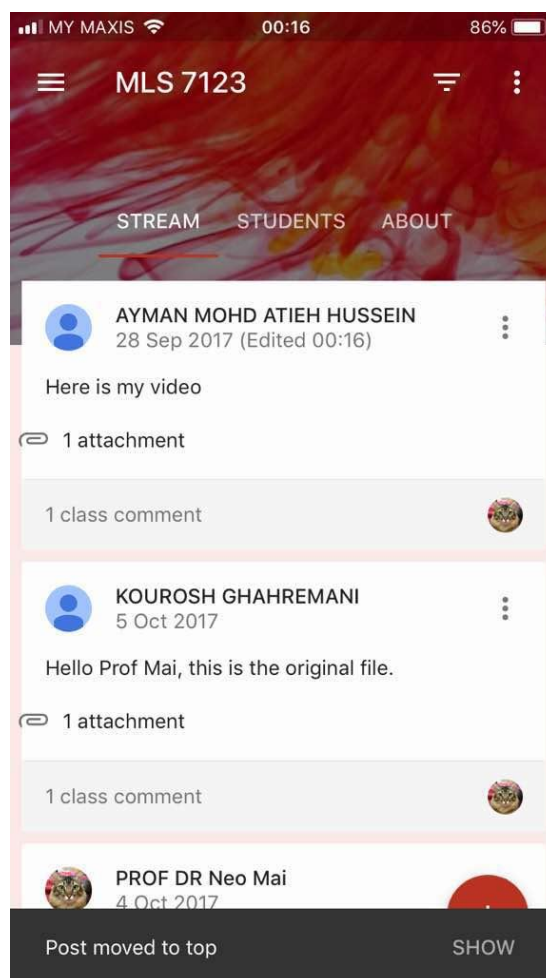 MY MAXIS 00:16 86%
MLS 7123
STREAM STUDENTS ABOUT
AYMAN MOHD ATIEH HUSSEIN
28 Sep 2017 (Edited 00:16)
Here is my video
1 attachment
1 class comment
KOUROSH GHAHREMANI
5 Oct 2017
Hello Prof Mai, this is the original file.
1 attachment
1 class comment
PROF DR Neo Mai
4 Oct 2017
Post moved to top SHOW